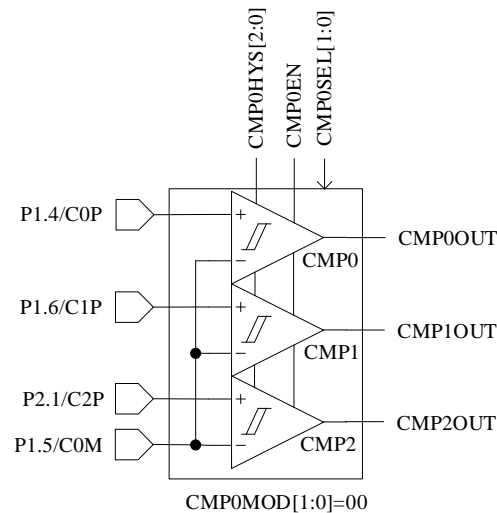 CMP0HYS[2:0]
CMP0EN
CMP0SEL[1:0]
P1.4/C0P
+
−
CMP0
CMP0OUT
P1.6/C1P
+
−
CMP1
CMP1OUT
P2.1/C2P
+
P1.5/C0M
−
CMP2
CMP2OUT
CMP0MOD[1:0]=00